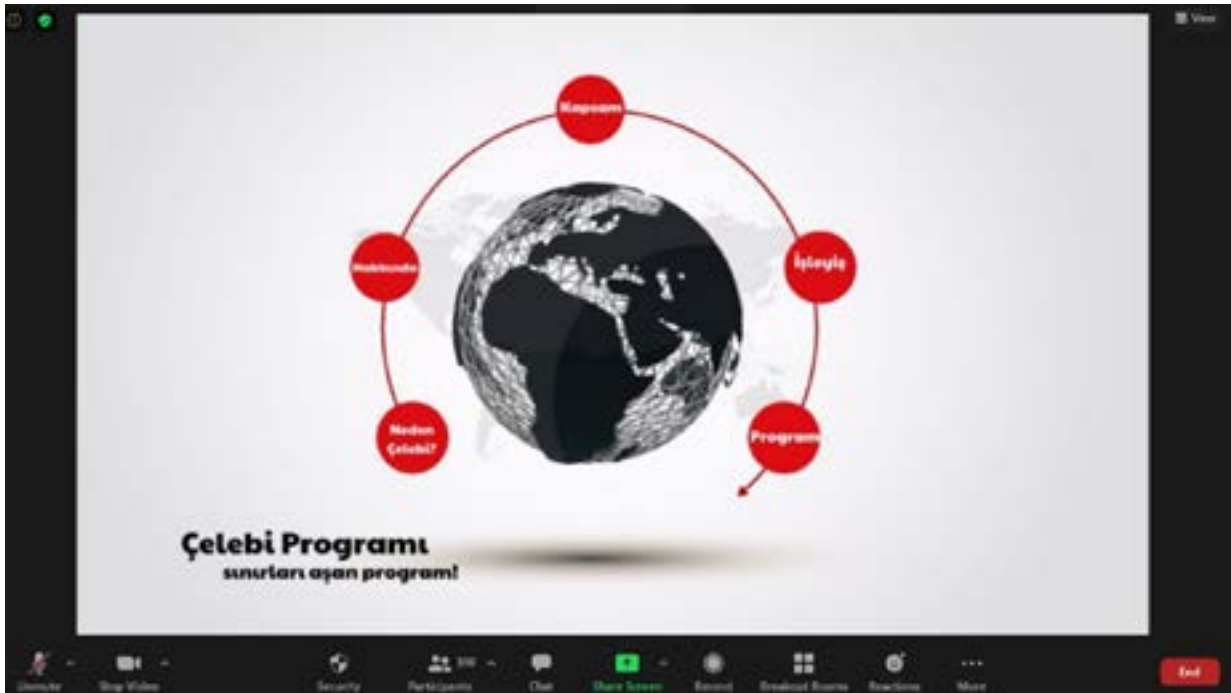 View
Kapsam
Hakkında
İşleyiş
Neden
Çelebi?
Program
Çelebi Programı
sınırları aşan program!
Unmute
Stop Video
Security
Participants
Chat
Share Screen
Record
Breakout Rooms
Reactions
More
End